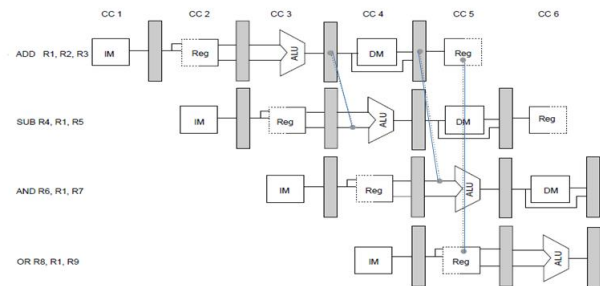 CC 1 CC 2 CC 3 CC 4 CC 5 CC 6
ADD R1, R2, R3 IM Reg ALU DM Reg
SUB R4, R1, R5 IM Reg ALU DM Reg
AND R6, R1, R7 IM Reg ALU DM
OR R8, R1, R9 IM Reg ALU